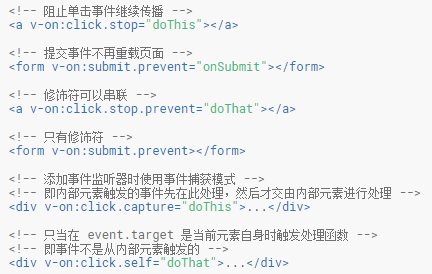 <!-- 阻止单击事件继续传播 -->
<a v-on:click.stop="doThis"></a>
<!-- 提交事件不再重载页面 -->
<form v-on:submit.prevent="onSubmit"></form>
<!-- 修饰符可以串联 -->
<a v-on:click.stop.prevent="doThat"></a>
<!-- 只有修饰符 -->
<form v-on:submit.prevent></form>
<!-- 添加事件监听器时使用事件捕获模式 -->
<!-- 即内部元素触发的事件先在此处理，然后才交由内部元素进行处理 -->
<div v-on:click.capture="doThis">...</div>
<!-- 只当在 event.target 是当前元素自身时触发处理函数 -->
<!-- 即事件不是从内部元素触发的 -->
<div v-on:click.self="doThat">...</div>